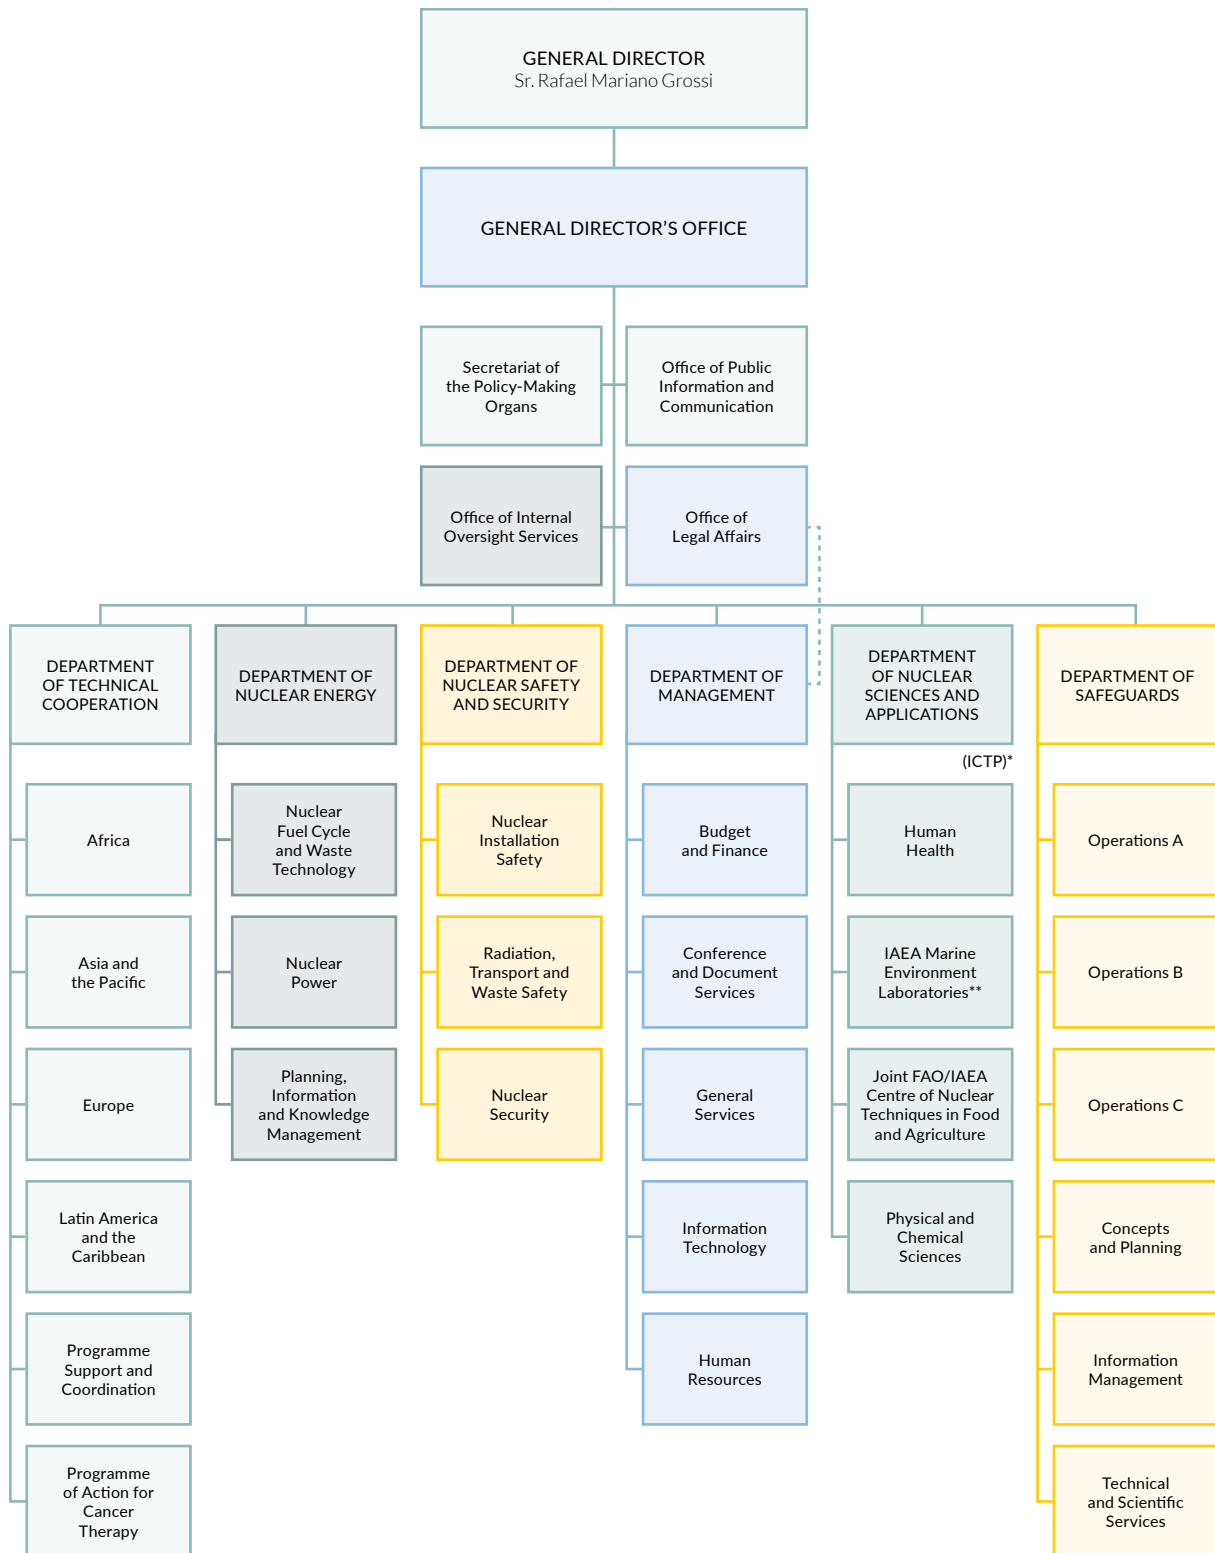 GENERAL DIRECTOR
Sr. Rafael Mariano Grossi
GENERAL DIRECTOR’S OFFICE
Secretariat of
the Policy-Making
Organs
Office of Public
Information and
Communication
Office of Internal
Oversight Services
Office of
Legal Affairs
DEPARTMENT
OF TECHNICAL
COOPERATION
DEPARTMENT OF
NUCLEAR ENERGY
DEPARTMENT OF
NUCLEAR SAFETY
AND SECURITY
DEPARTMENT OF
MANAGEMENT
DEPARTMENT
OF NUCLEAR
SCIENCES AND
APPLICATIONS
DEPARTMENT OF
SAFEGUARDS
(ICTP)*
Africa
Nuclear
Fuel Cycle
and Waste
Technology
Nuclear
Installation
Safety
Budget
and Finance
Human
Health
Operations A
Asia and
the Pacific
Nuclear
Power
Radiation,
Transport and
Waste Safety
Conference
and Document
Services
IAEA Marine
Environment
Laboratories**
Operations B
Europe
Planning,
Information
and Knowledge
Management
Nuclear
Security
General
Services
Joint FAO/IAEA
Centre of Nuclear
Techniques in Food
and Agriculture
Operations C
Latin America
and the
Caribbean
Information
Technology
Physical and
Chemical
Sciences
Concepts
and Planning
Programme
Support and
Coordination
Human
Resources
Information
Management
Programme
of Action for
Cancer
Therapy
Technical
and Scientific
Services